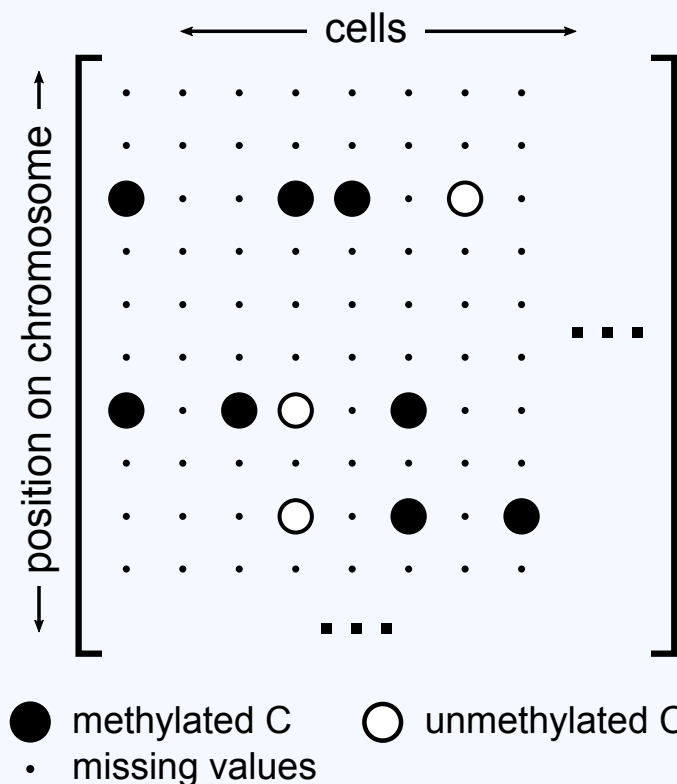 cells
position on chromosome
methylated C
unmethylated C
missing values